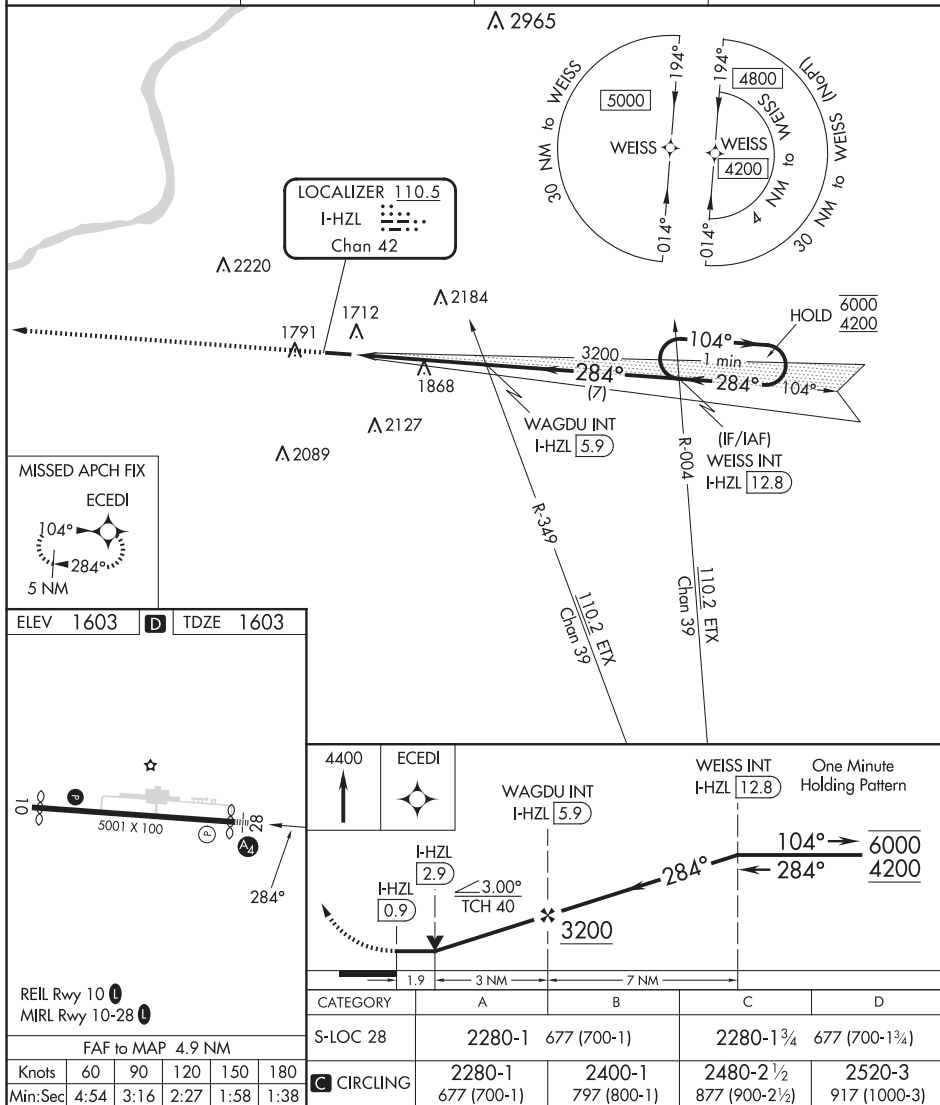 2965
30 NM to WEISS
5000
194°
WEISS
014°
194°
4800
4 NM to WEISS
WEISS
4200
014°
30 NM to WEISS (NoPT)
LOCALIZER 110.5
I-HZL
Chan 42
2220
1712
2184
1791
1868
2127
2089
HOLD 6000
4200
104°
1 min
3200
284°
(7)
284°
104°
WAGDU INT
I-HZL 5.9
(IF/IAF)
WEISS INT
I-HZL 12.8
R-004
R-349
110.2 ETX
Chan 39
110.2 ETX
Chan 39
MISSED APCH FIX
ECEDI
104°
284°
5 NM
ELEV 1603 D TDZE 1603
10
P
5001 X 100
P
28
A4
284°
REIL Rwy 10 L
MIRL Rwy 10-28 L
FAF to MAP 4.9 NM
Knots 60 90 120 150 180
Min:Sec 4:54 3:16 2:27 1:58 1:38
4400
ECEDI
WAGDU INT
I-HZL 5.9
WEISS INT
I-HZL 12.8
One Minute
Holding Pattern
I-HZL
2.9
I-HZL
0.9
3.00°
TCH 40
284°
104° 6000
284° 4200
3200
1.9 3 NM 7 NM
CATEGORY A B C D
S-LOC 28 2280-1 677 (700-1) 2280-1¾ 677 (700-1¾)
C CIRCLING 2280-1 2400-1 2480-2½ 2520-3
677 (700-1) 797 (800-1) 877 (900-2½) 917 (1000-3)